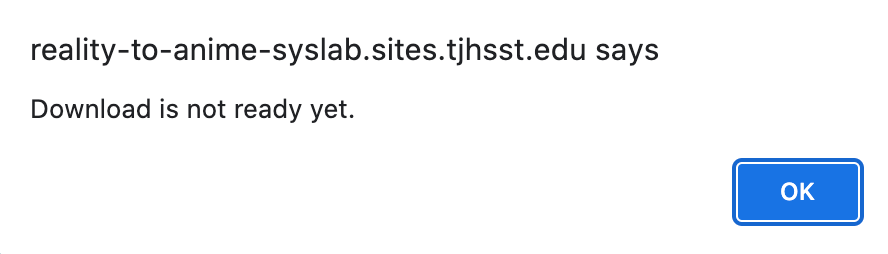 reality-to-anime-syslab.sites.tjhsst.edu says
Download is not ready yet.
OK